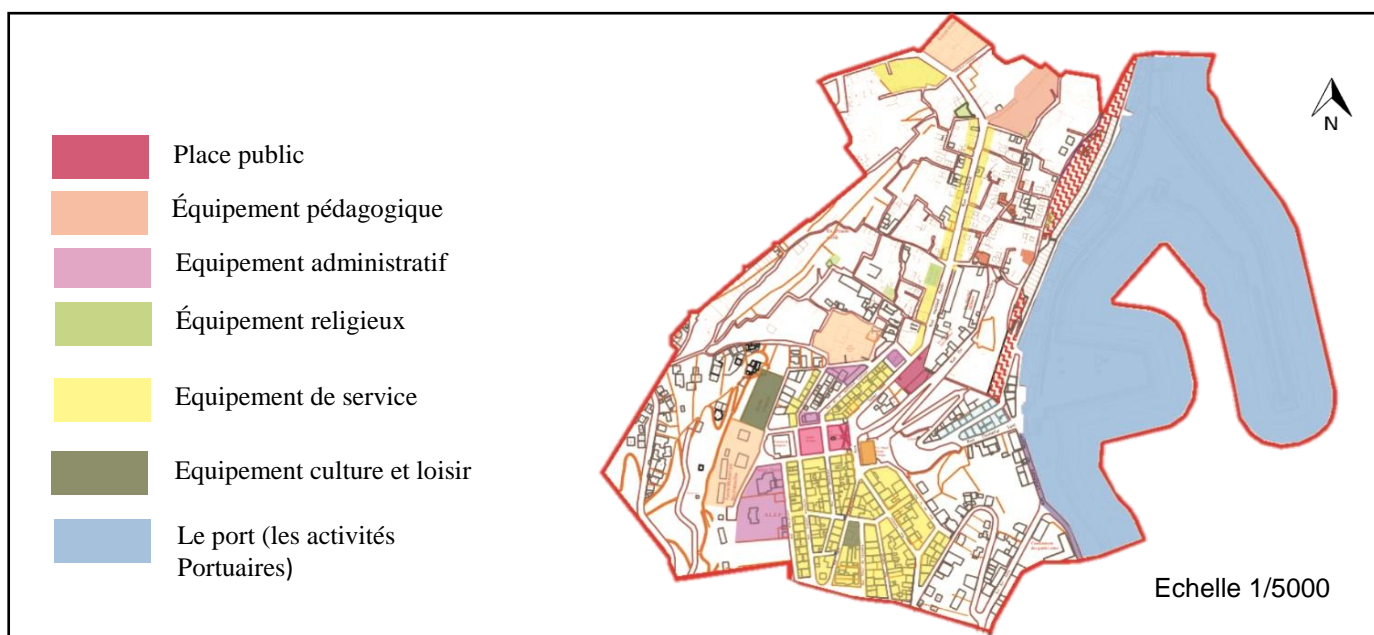 Place public
Équipement pédagogique
Equipement administratif
Équipement religieux
Equipement de service
Equipement culture et loisir
Le port (les activités
Portuaires)
N
Echelle 1/5000